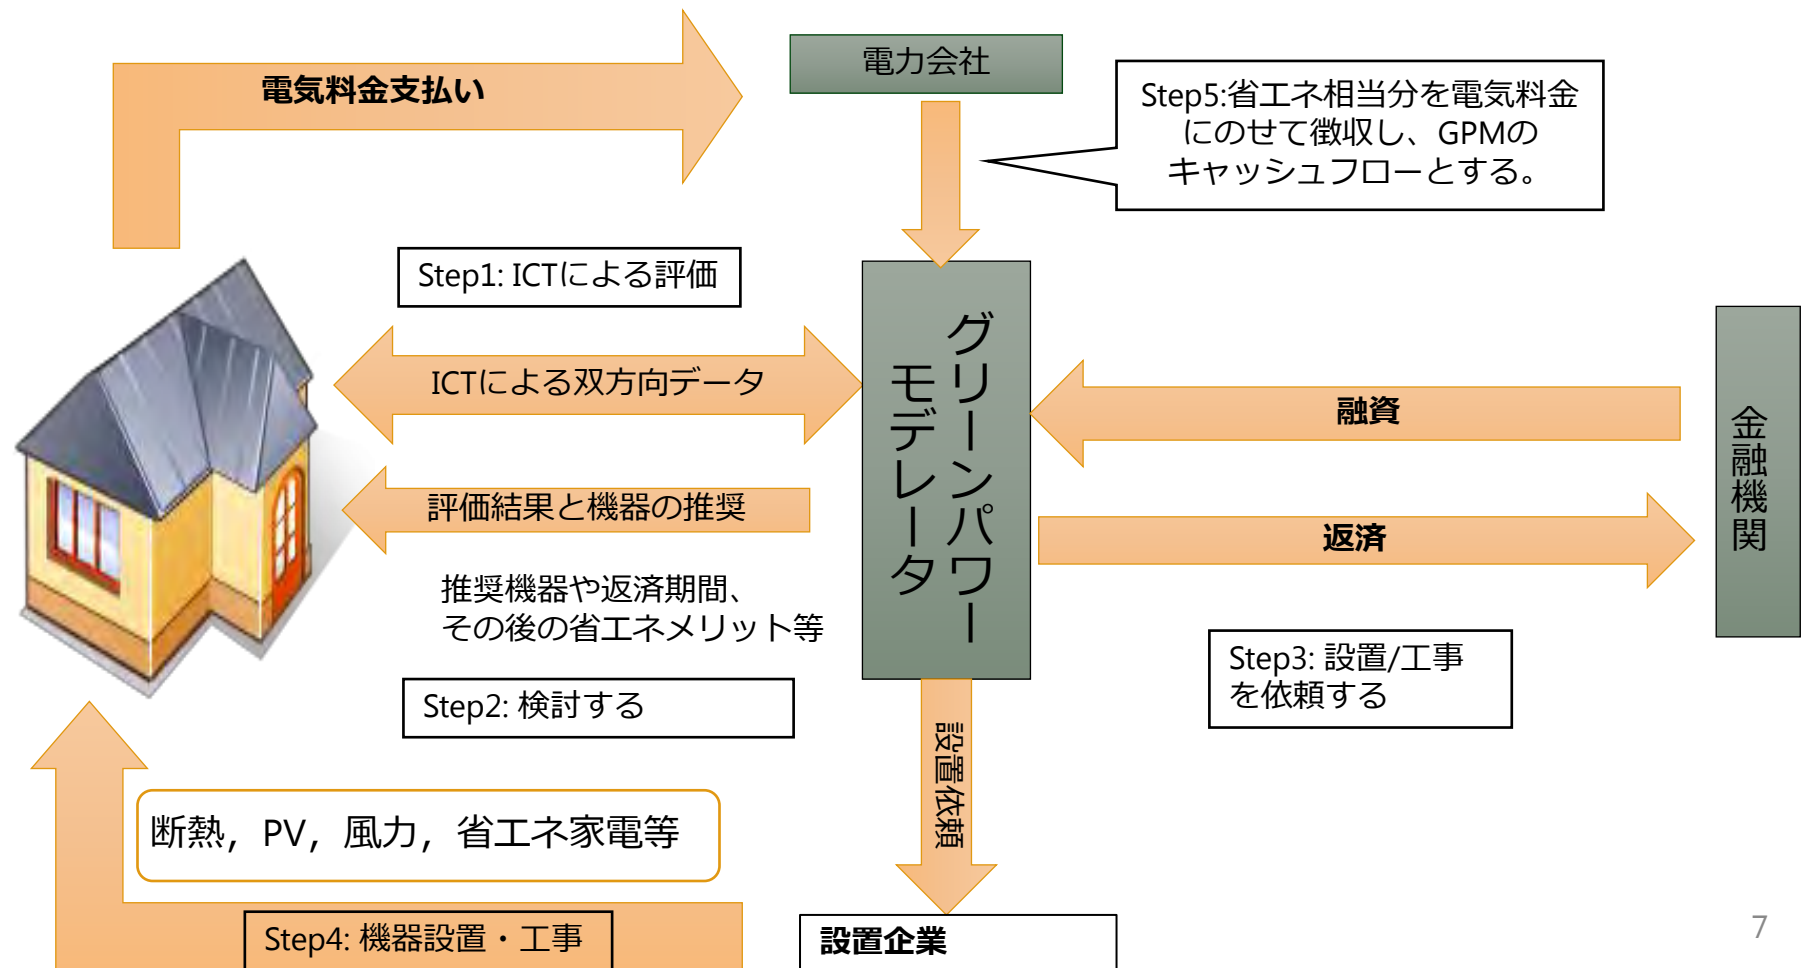 電気料金支払い
電力会社
Step5:省エネ相当分を電気料金
にのせて徴収し、GPMの
キャッシュフローとする。
Step1: ICTによる評価
ICTによる双方向データ
グリーンパワー
モデレータ
融資
金融機関
評価結果と機器の推奨
返済
推奨機器や返済期間、
その後の省エネメリット等
Step3: 設置/工事
を依頼する
Step2: 検討する
設置依頼
断熱，PV，風力，省エネ家電等
Step4: 機器設置・工事
設置企業
7